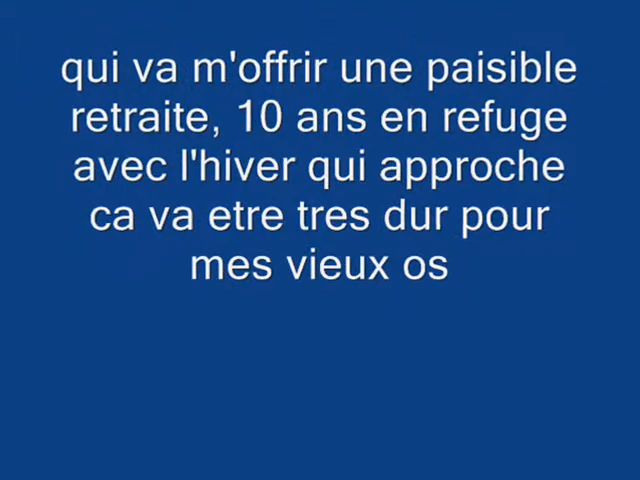 qui va m'offrir une paisible
retraite, 10 ans en refuge
avec l'hiver qui approche
ca va etre tres dur pour
mes vieux os